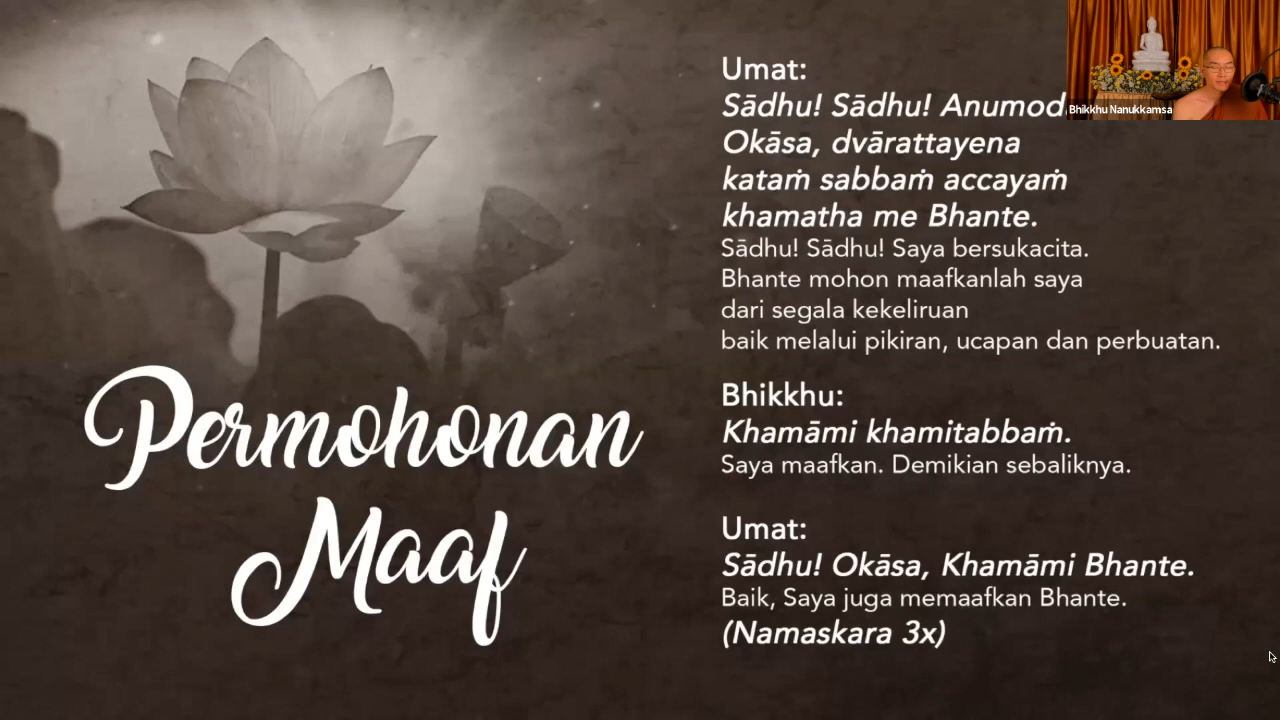 Permohonan
Maaf
Umat:
Sādhu! Sādhu! Anumod
Okāsa, dvārattayena
kataṁ sabbaṁ accayaṁ
khamatha me Bhante.
Sādhu! Sādhu! Saya bersukacita.
Bhante mohon maafkanlah saya
dari segala kekeliruan
baik melalui pikiran, ucapan dan perbuatan.
Bhikkhu:
Khamāmi khamitabbaṁ.
Saya maafkan. Demikian sebaliknya.
Umat:
Sādhu! Okāsa, Khamāmi Bhante.
Baik, Saya juga memaafkan Bhante.
(Namaskara 3x)
Bhikkhu Nanukkamsa